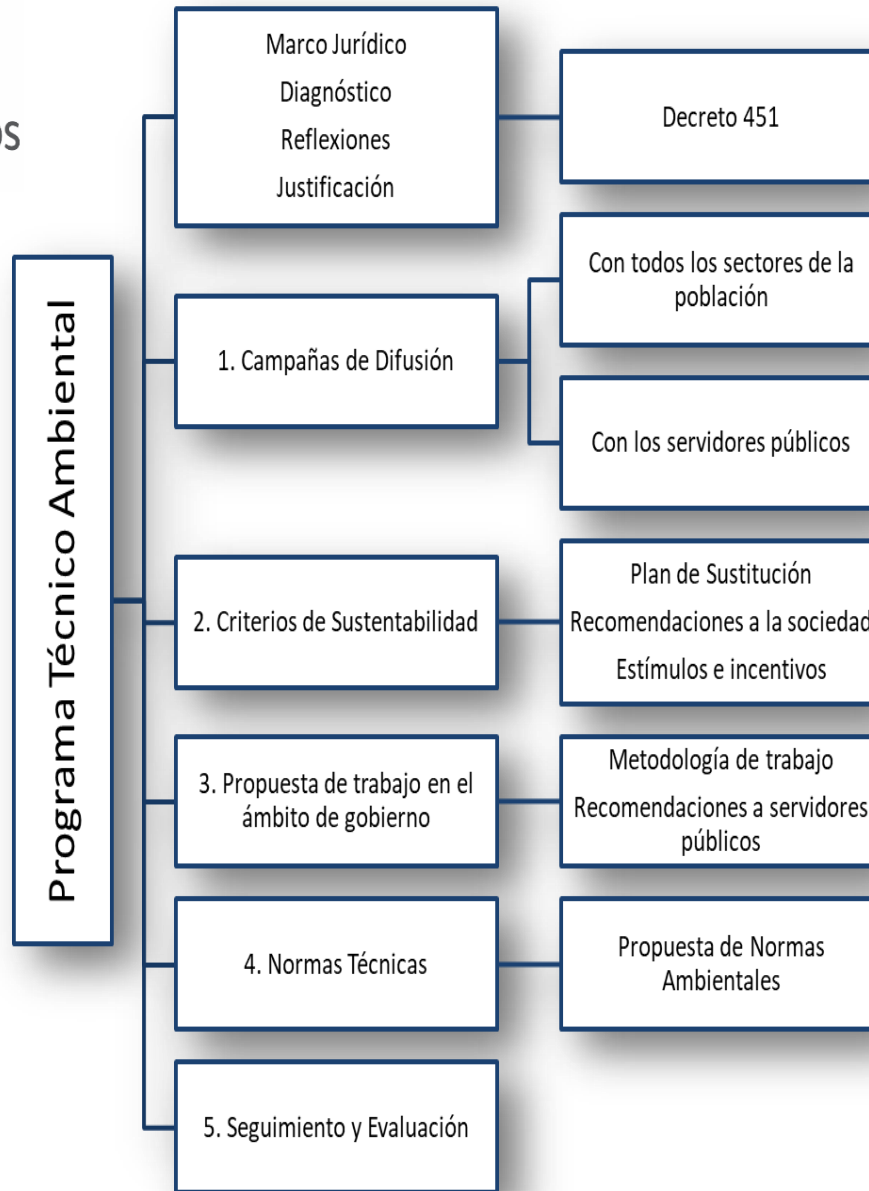 Programa Técnico Ambiental
Marco Jurídico
Diagnóstico
Reflexiones
Justificación
Decreto 451
1. Campañas de Difusión
Con todos los sectores de la
población
Con los servidores públicos
2. Criterios de Sustentabilidad
Plan de Sustitución
Recomendaciones a la sociedad
Estímulos e incentivos
3. Propuesta de trabajo en el
ámbito de gobierno
Metodología de trabajo
Recomendaciones a servidores
públicos
4. Normas Técnicas
Propuesta de Normas
Ambientales
5. Seguimiento y Evaluación